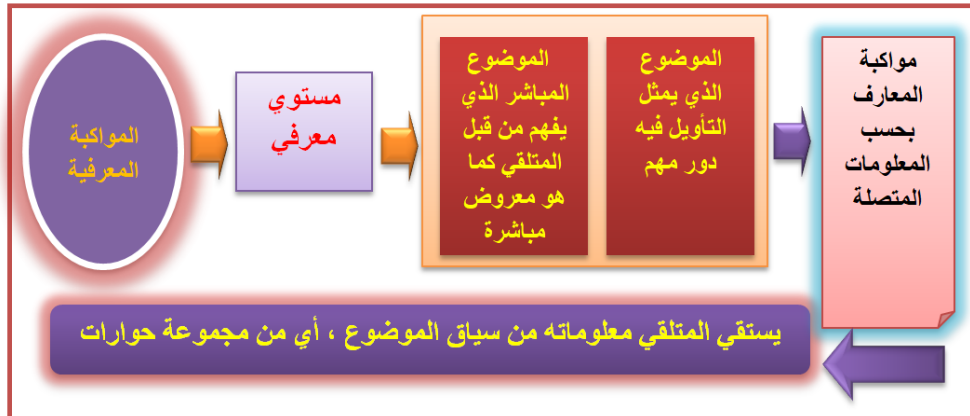 المواكبة
المعرفية
مستوي
معرفي
الموضوع
المباشر الذي
يفهم من قبل
المتلقي كما
هو معروض
مباشرة
الموضوع
الذي يمثل
التأويل فيه
دور مهم
مواكبة
المعارف
بحسب
المعلومات
المتصلة
يستقي المتلقي معلوماته من سياق الموضوع ، أي من مجموعة حوارات